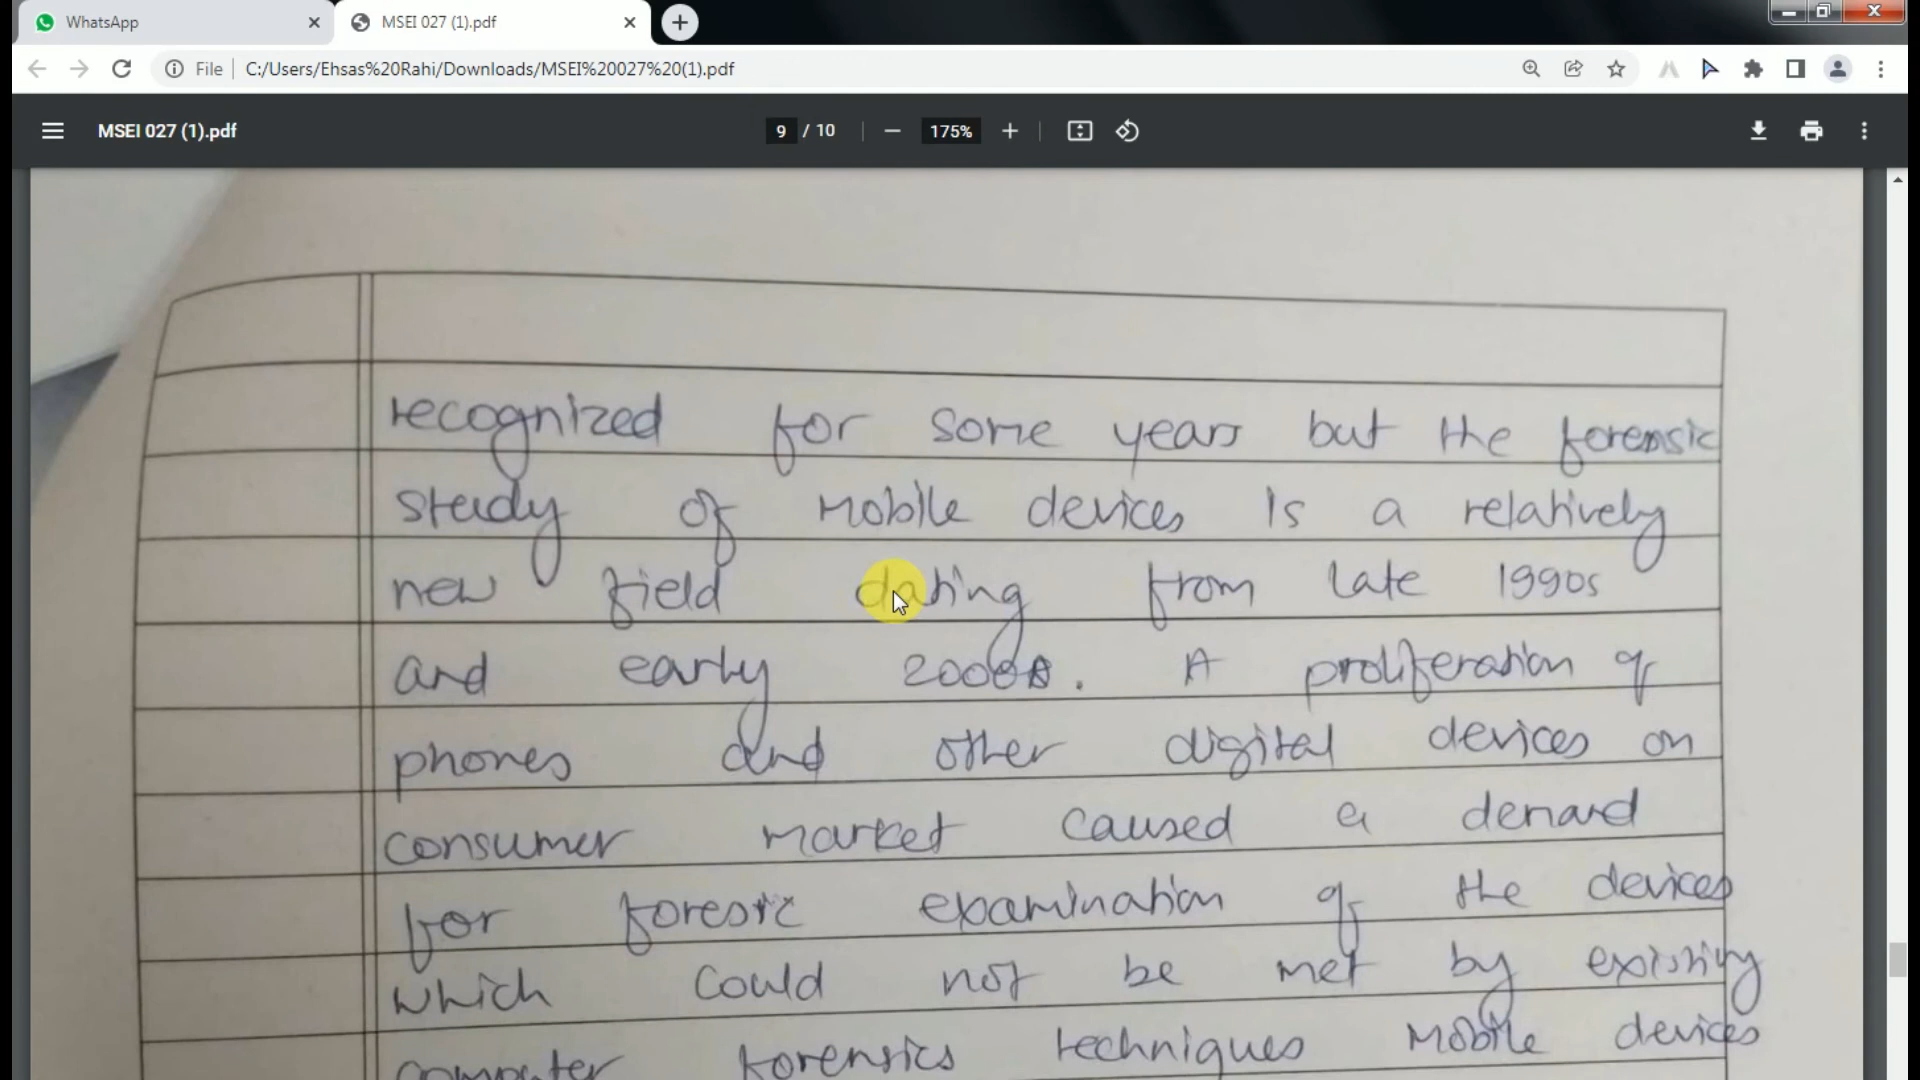 WhatsApp
MSEI 027 (1).pdf
File
C:/Users/Ehsas%20Rahi/Downloads/MSEI%20027%20(1).pdf
MSEI 027 (1).pdf
9 / 10
175%
recognized for some years but the forensic
study of Mobile devices is a relatively
new field dating from late 1990s
and early 2000s. A proliferation of
phones and other digital devices on
consumer market caused a demand
for foresic examination of the devices
which could not be met by existing
computer forensics techniques Mobile devices